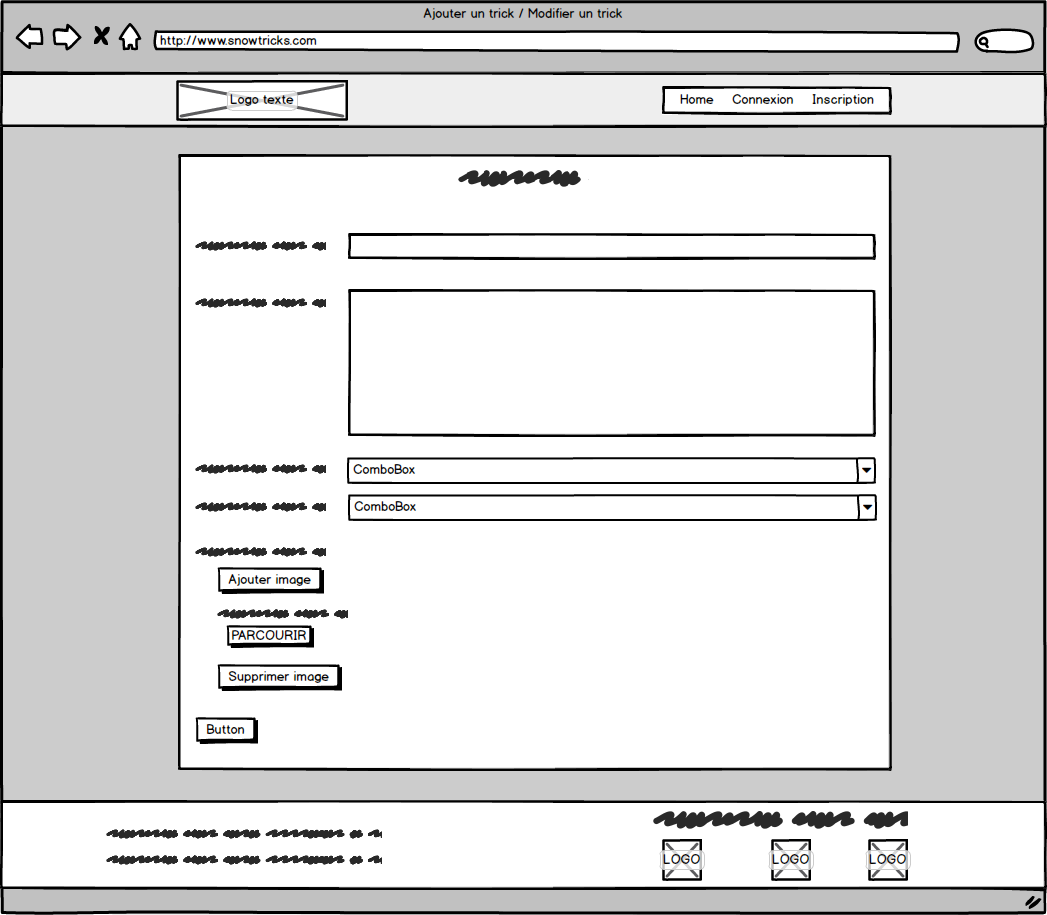 Ajouter un trick / Modifier un trick
http://www.snowtricks.com
Logo texte
Home Connexion Inscription
ComboBox
ComboBox
Ajouter image
PARCOURIR
Supprimer image
Button
LOGO LOGO LOGO